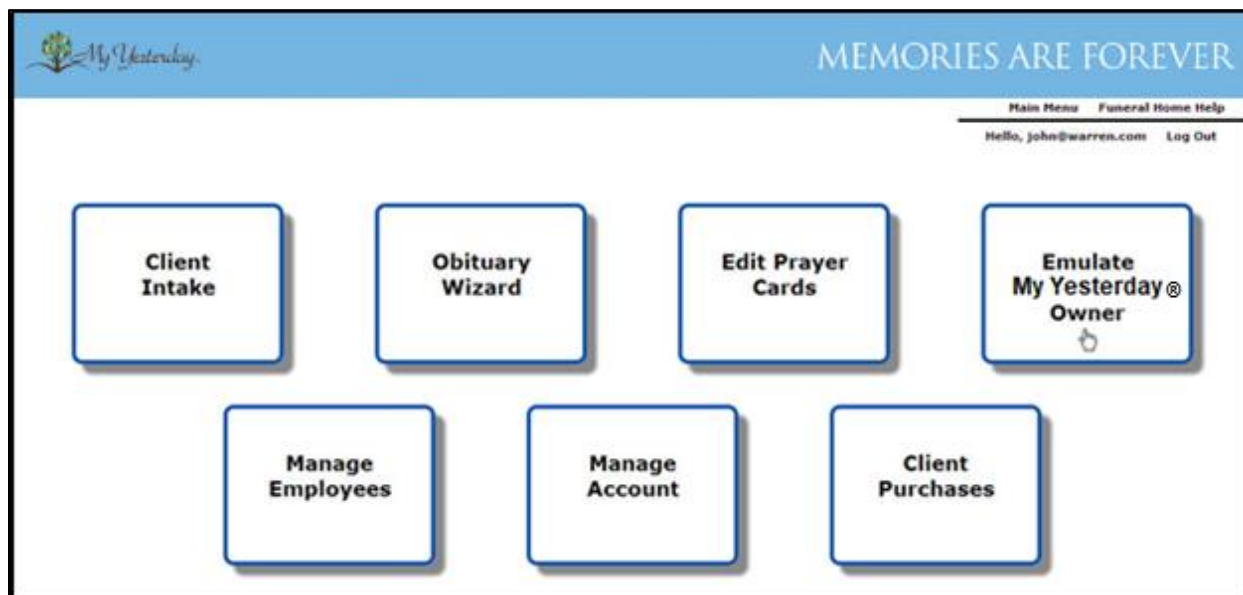 My Yesterday
MEMORIES ARE FOREVER
Main Menu Funeral Home Help
Hello, john@warren.com Log Out
Client
Intake
Obituary
Wizard
Edit Prayer
Cards
Emulate
My Yesterday®
Owner
Manage
Employees
Manage
Account
Client
Purchases